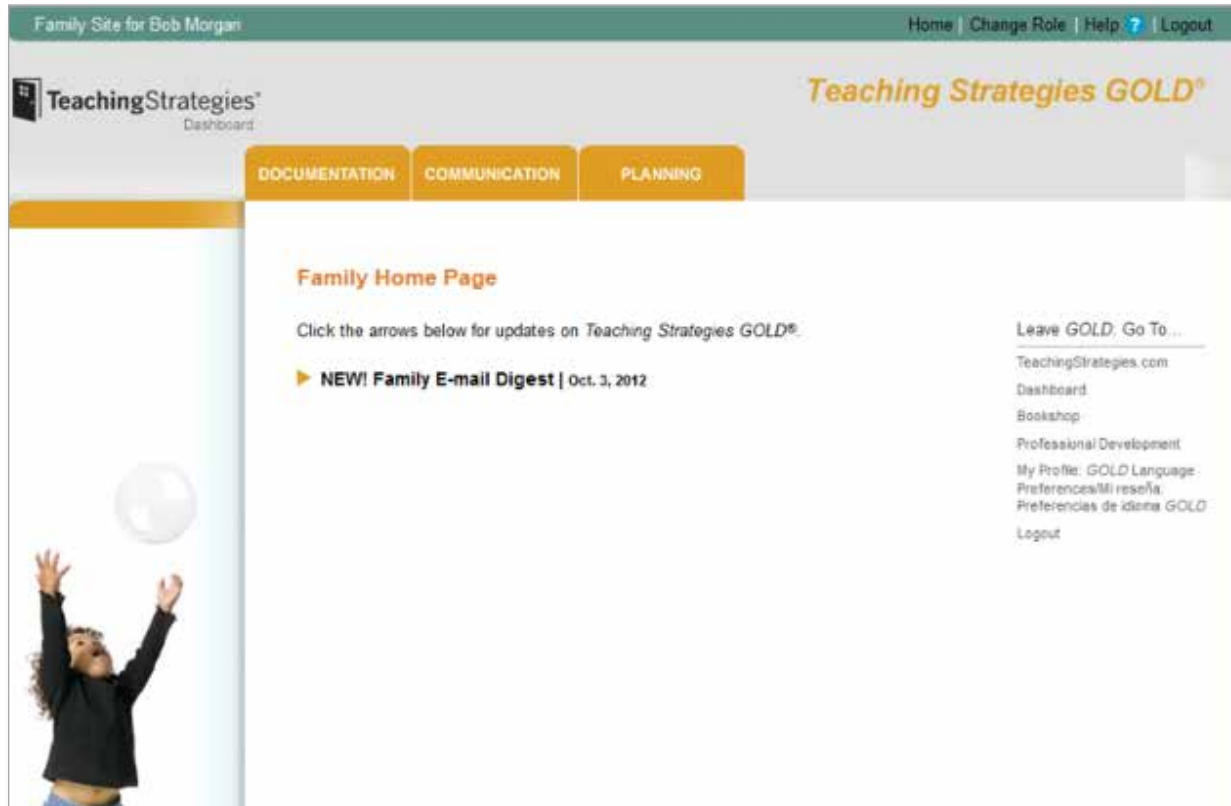 Family Site for Bob Morgan
Home | Change Role | Help ? | Logout
TeachingStrategies®
Dashboard
Teaching Strategies GOLD®
DOCUMENTATION COMMUNICATION PLANNING
Family Home Page
Click the arrows below for updates on Teaching Strategies GOLD®.
NEW! Family E-mail Digest | Oct. 3, 2012
Leave GOLD: Go To...
TeachingStrategies.com
Dashboard
Bookshop
Professional Development
My Profile: GOLD Language
Preferences/Mi reseña:
Preferencias de idioma GOLD
Logout